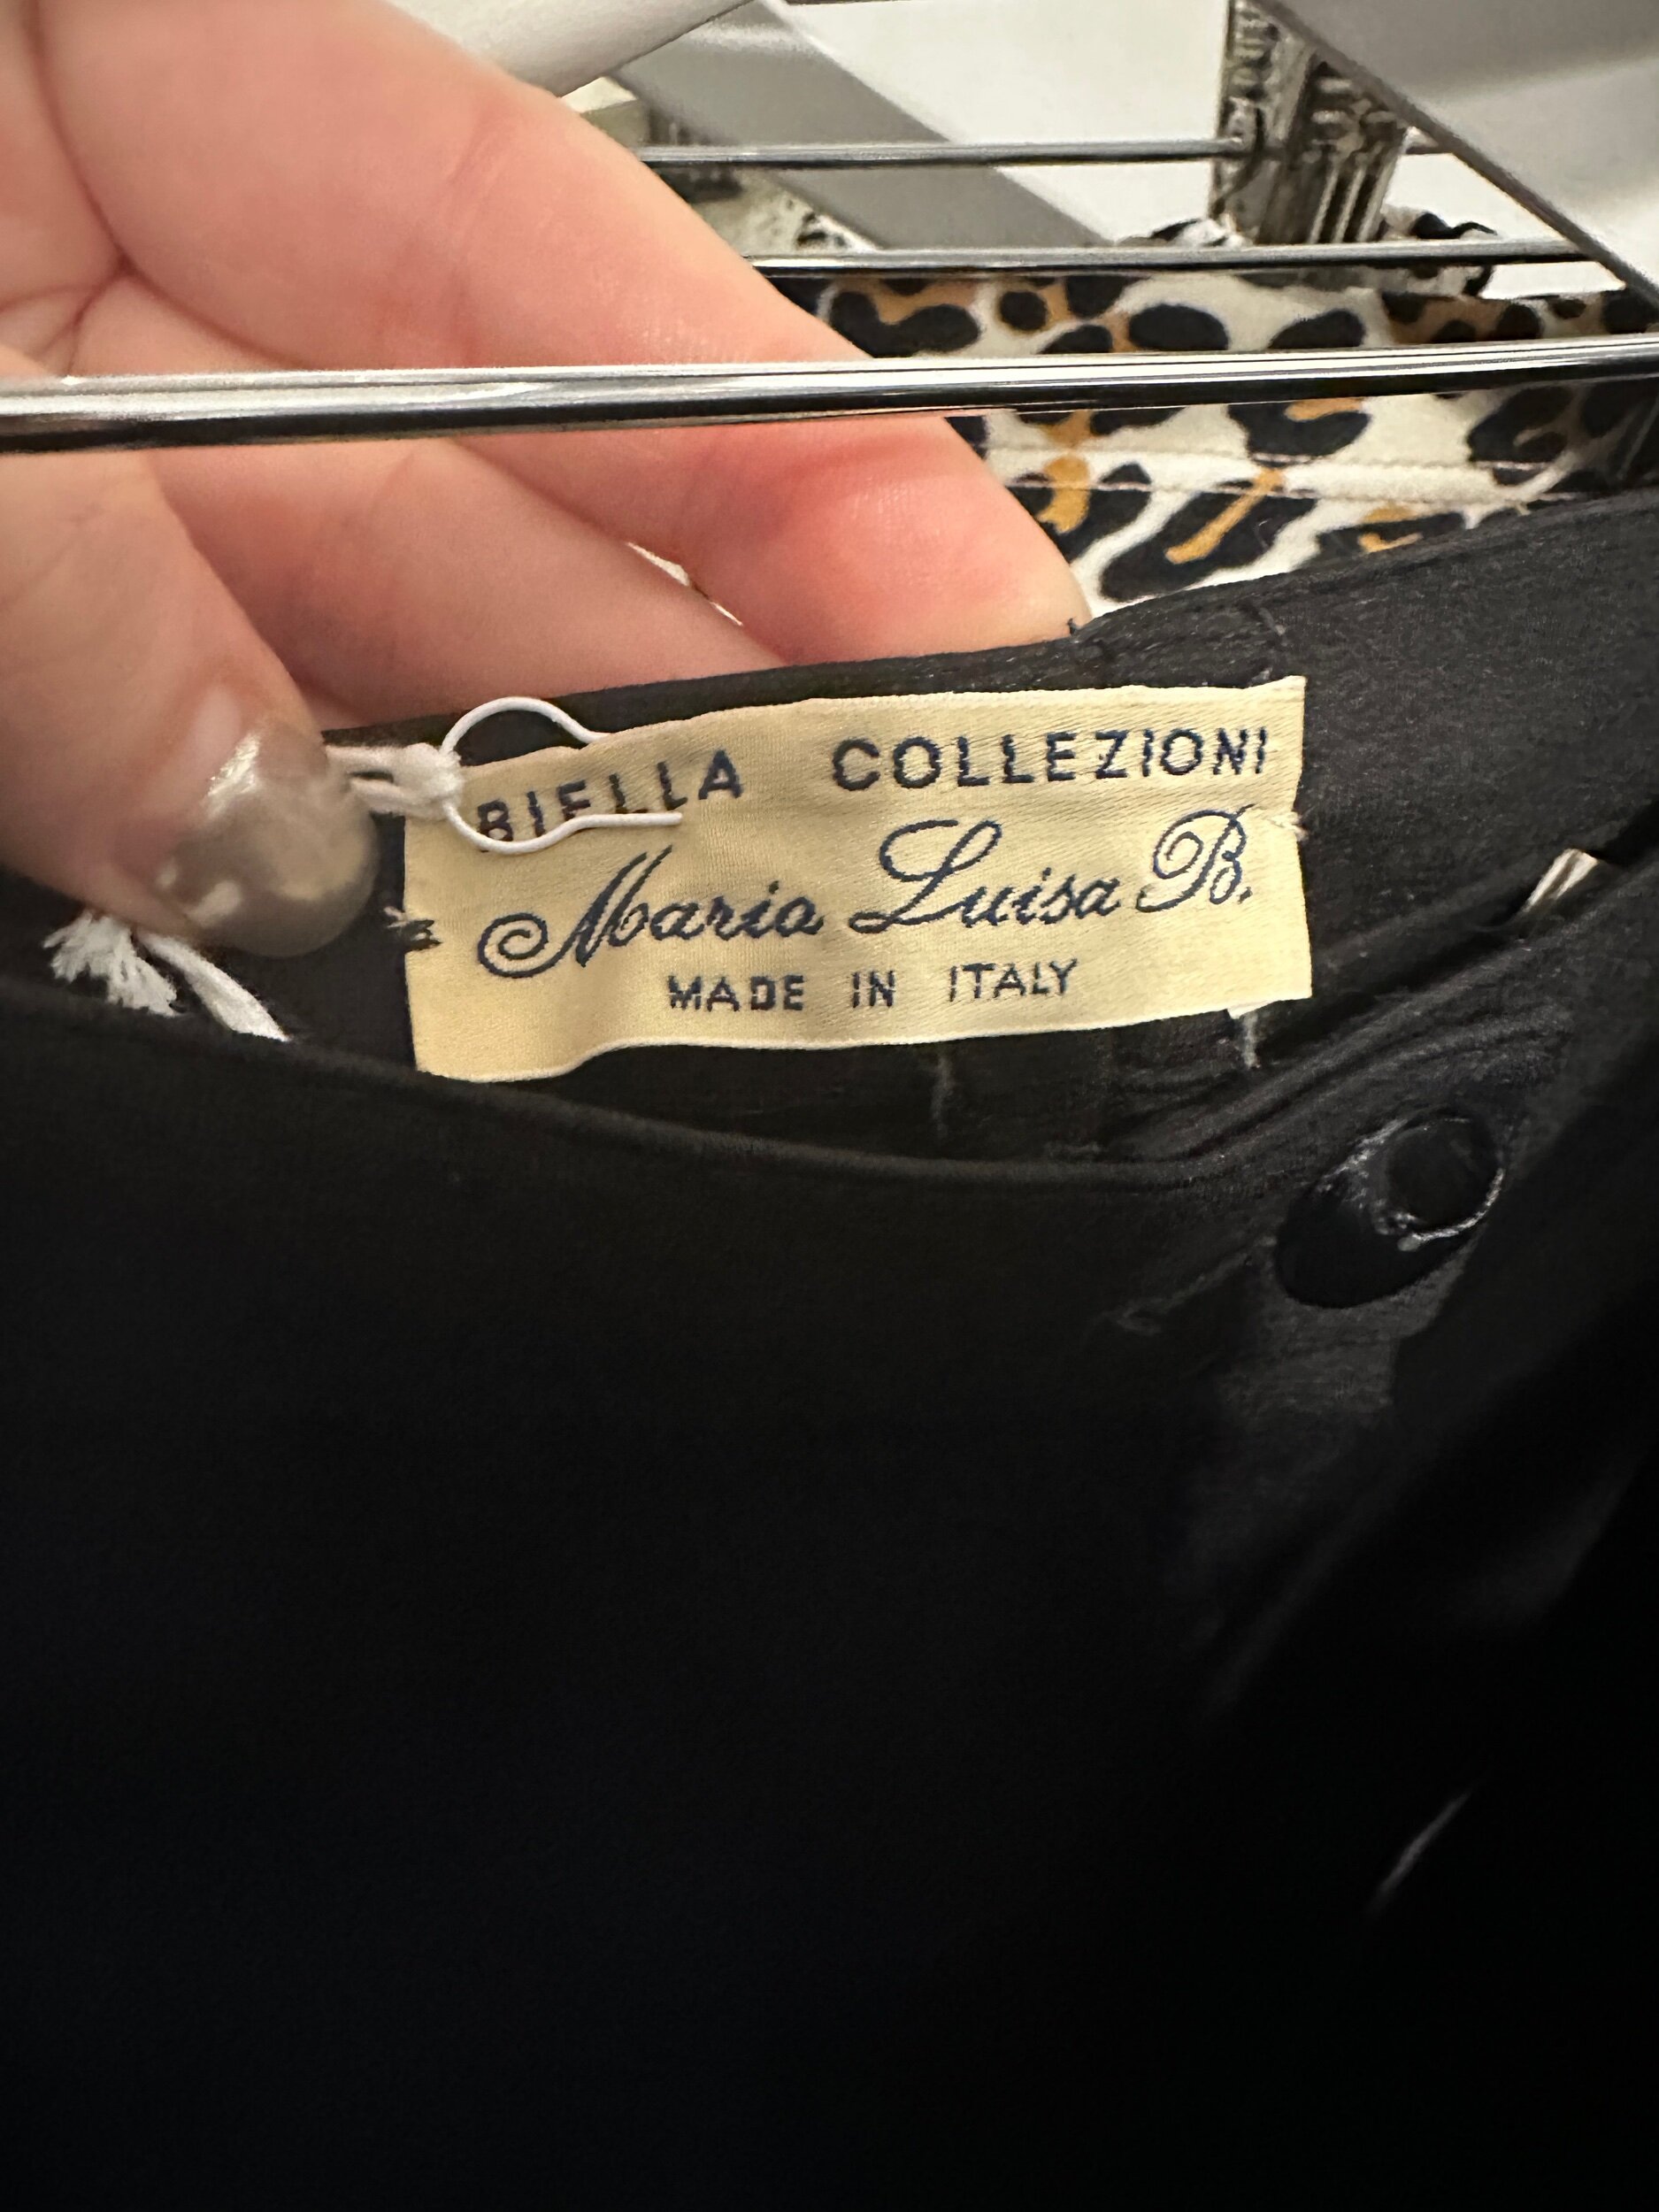 BIELLA COLLEZIONI
Maria Luisa B.
MADE IN ITALY